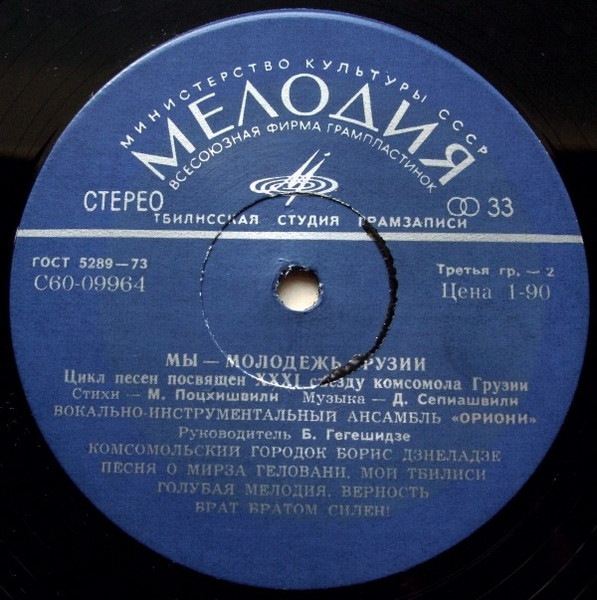 МИНИСТЕРСТВО КУЛЬТУРЫ СССР
МЕЛОДИЯ
ВСЕСОЮЗНАЯ ФИРМА ГРАМПЛАСТИНОК
СТЕРЕО
33
ТБИЛИССКАЯ СТУДИЯ ГРАМЗАПИСИ
ГОСТ 5289—73
Третья гр. — 2
С60-09964
Цена 1-90
МЫ — МОЛОДЕЖЬ ГРУЗИИ
Цикл песен посвящен XXXI съезду комсомола Грузии
Стихи — М. Поцхишвили Музыка — Д. Сепиашвили
ВОКАЛЬНО-ИНСТРУМЕНТАЛЬНЫЙ АНСАМБЛЬ «ОРИОНИ»
Руководитель Б. Гегешидзе
КОМСОМОЛЬСКИЙ ГОРОДОК БОРИС ДЗНЕЛАДЗЕ
ПЕСНЯ О МИРЗА ГЕЛОВАНИ, МОЙ ТБИЛИСИ
ГОЛУБАЯ МЕЛОДИЯ, ВЕРНОСТЬ
БРАТ БРАТОМ СИЛЕН!